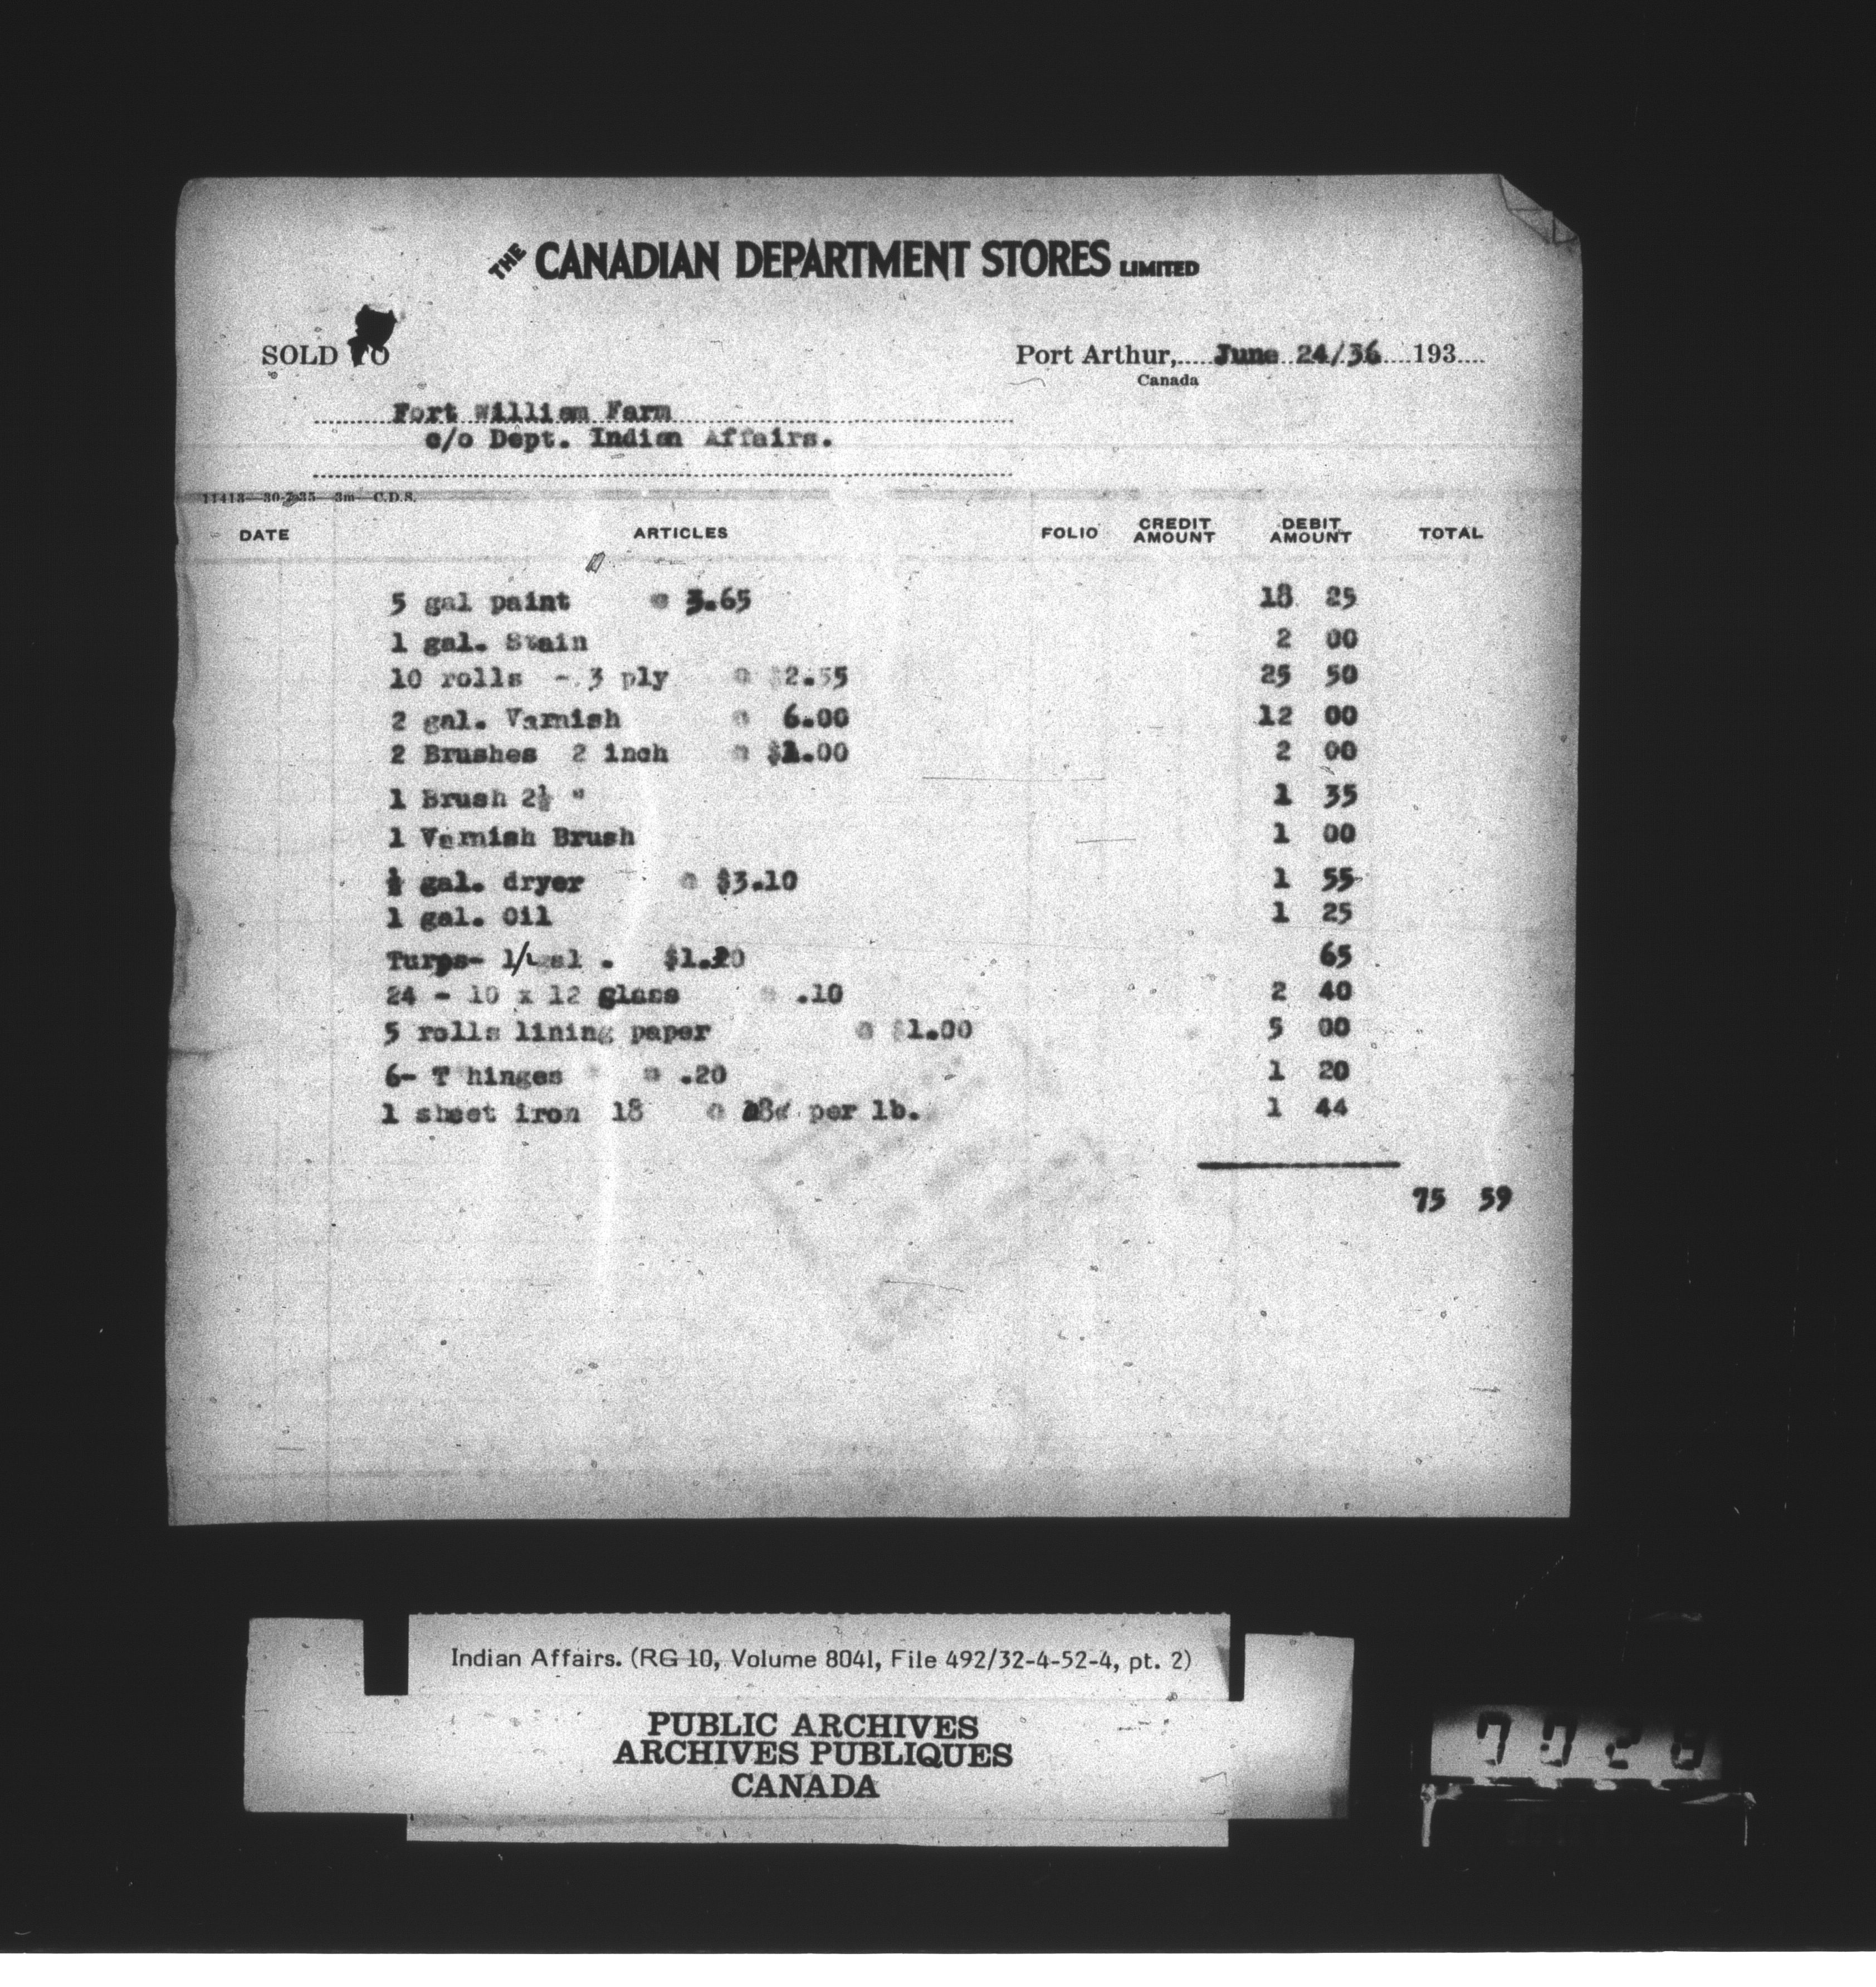 THE CANADIAN DEPARTMENT STORES LIMITED
SOLD TO
Port Arthur, June 24/36 193
Canada
Fort William Farm
c/o Dept. Indian Affairs.
11413—30-7-35—3m—C.D.S.
DATE ARTICLES FOLIO CREDIT AMOUNT DEBIT AMOUNT TOTAL
5 gal paint @ 3.65 18 25
1 gal. Stain 2 00
10 rolls - 3 ply @ $2.55 25 50
2 gal. Varnish @ 6.00 12 00
2 Brushes 2 inch @ $1.00 2 00
1 Brush 2½ " 1 35
1 Varnish Brush 1 00
½ gal. dryer @ $3.10 1 55
1 gal. Oil 1 25
Turps- gal . 65
24 - 10 x 12 glass @ .10 2 40
5 rolls lining paper @ $1.00 5 00
6- T hinges @ .20 1 20
1 sheet iron 18 @ per lb. 1 44
75 59
Indian Affairs. (RG 10, Volume 8041, File 492/32-4-52-4, pt. 2)
PUBLIC ARCHIVES
ARCHIVES PUBLIQUES
CANADA